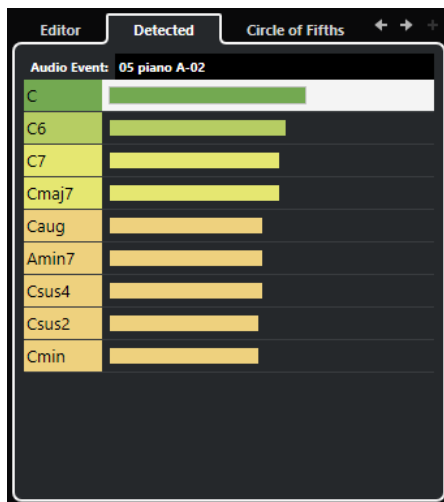 Editor Detected Circle of Fifths
Audio Event: 05 piano A-02
C
C6
C7
Cmaj7
Caug
Amin7
Csus4
Csus2
Cmin